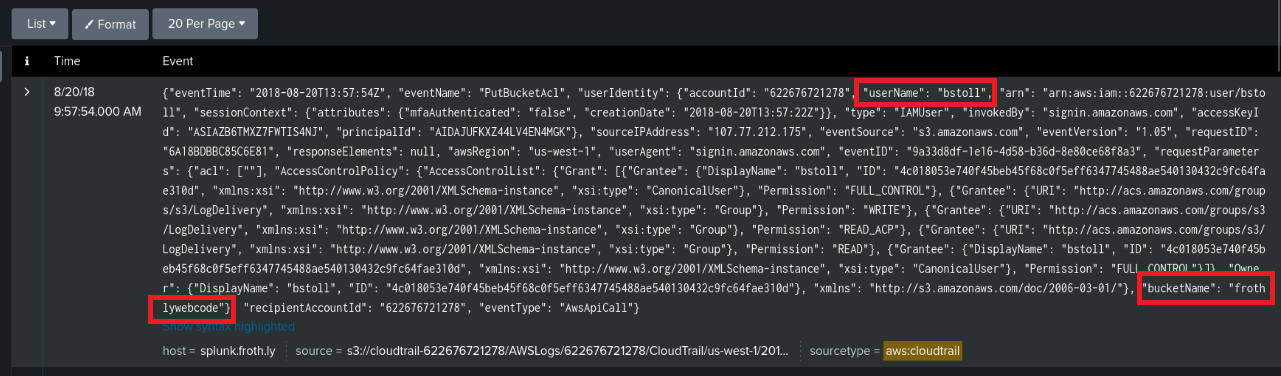 List ▾ Format 20 Per Page ▾
i Time Event
8/20/18 {"eventTime": "2018-08-20T13:57:54Z", "eventName": "PutBucketAcl", "userIdentity": {"accountId": "622676721278", "userName": "bstoll", "arn": "arn:aws:iam::622676721278:user/bst
9:57:54.000 AM oll", "sessionContext": {"attributes": {"mfaAuthenticated": "false", "creationDate": "2018-08-20T13:57:22Z"}}, "type": "IAMUser", "invokedBy": "signin.amazonaws.com", "accessKeyI
d": "ASIAZB6TMXZ7FWTIS4NJ", "principalId": "AIDAJUFKXZ44LV4EN4MGK"}, "sourceIPAddress": "107.77.212.175", "eventSource": "s3.amazonaws.com", "eventVersion": "1.05", "requestID":
"6A18BDBBC85C6E81", "responseElements": null, "awsRegion": "us-west-1", "userAgent": "signin.amazonaws.com", "eventID": "9a33d8df-1e16-4d58-b36d-8e80ce68f8a3", "requestParameter
s": {"acl": [""], "AccessControlPolicy": {"AccessControlList": {"Grant": [{"Grantee": {"DisplayName": "bstoll", "ID": "4c018053e740f45beb45f68c0f5eff6347745488ae540130432c9fc64fa
e310d", "xmlns:xsi": "http://www.w3.org/2001/XMLSchema-instance", "xsi:type": "CanonicalUser"}, "Permission": "FULL_CONTROL"}, {"Grantee": {"URI": "http://acs.amazonaws.com/group
s/s3/LogDelivery", "xmlns:xsi": "http://www.w3.org/2001/XMLSchema-instance", "xsi:type": "Group"}, "Permission": "WRITE"}, {"Grantee": {"URI": "http://acs.amazonaws.com/groups/s3
/LogDelivery", "xmlns:xsi": "http://www.w3.org/2001/XMLSchema-instance", "xsi:type": "Group"}, "Permission": "READ_ACP"}, {"Grantee": {"URI": "http://acs.amazonaws.com/groups/s3/
LogDelivery", "xmlns:xsi": "http://www.w3.org/2001/XMLSchema-instance", "xsi:type": "Group"}, "Permission": "READ"}, {"Grantee": {"DisplayName": "bstoll", "ID": "4c018053e740f45b
eb45f68c0f5eff6347745488ae540130432c9fc64fae310d", "xmlns:xsi": "http://www.w3.org/2001/XMLSchema-instance", "xsi:type": "CanonicalUser"}, "Permission": "FULL_CONTROL"}]}, "Owne
r": {"DisplayName": "bstoll", "ID": "4c018053e740f45beb45f68c0f5eff6347745488ae540130432c9fc64fae310d"}, "xmlns": "http://s3.amazonaws.com/doc/2006-03-01/"}, "bucketName": "froth
lywebcode"}, "recipientAccountId": "622676721278", "eventType": "AwsApiCall"}
Show syntax highlighted
host = splunk.froth.ly source = s3://cloudtrail-622676721278/AWSLogs/622676721278/CloudTrail/us-west-1/201... sourcetype = aws:cloudtrail